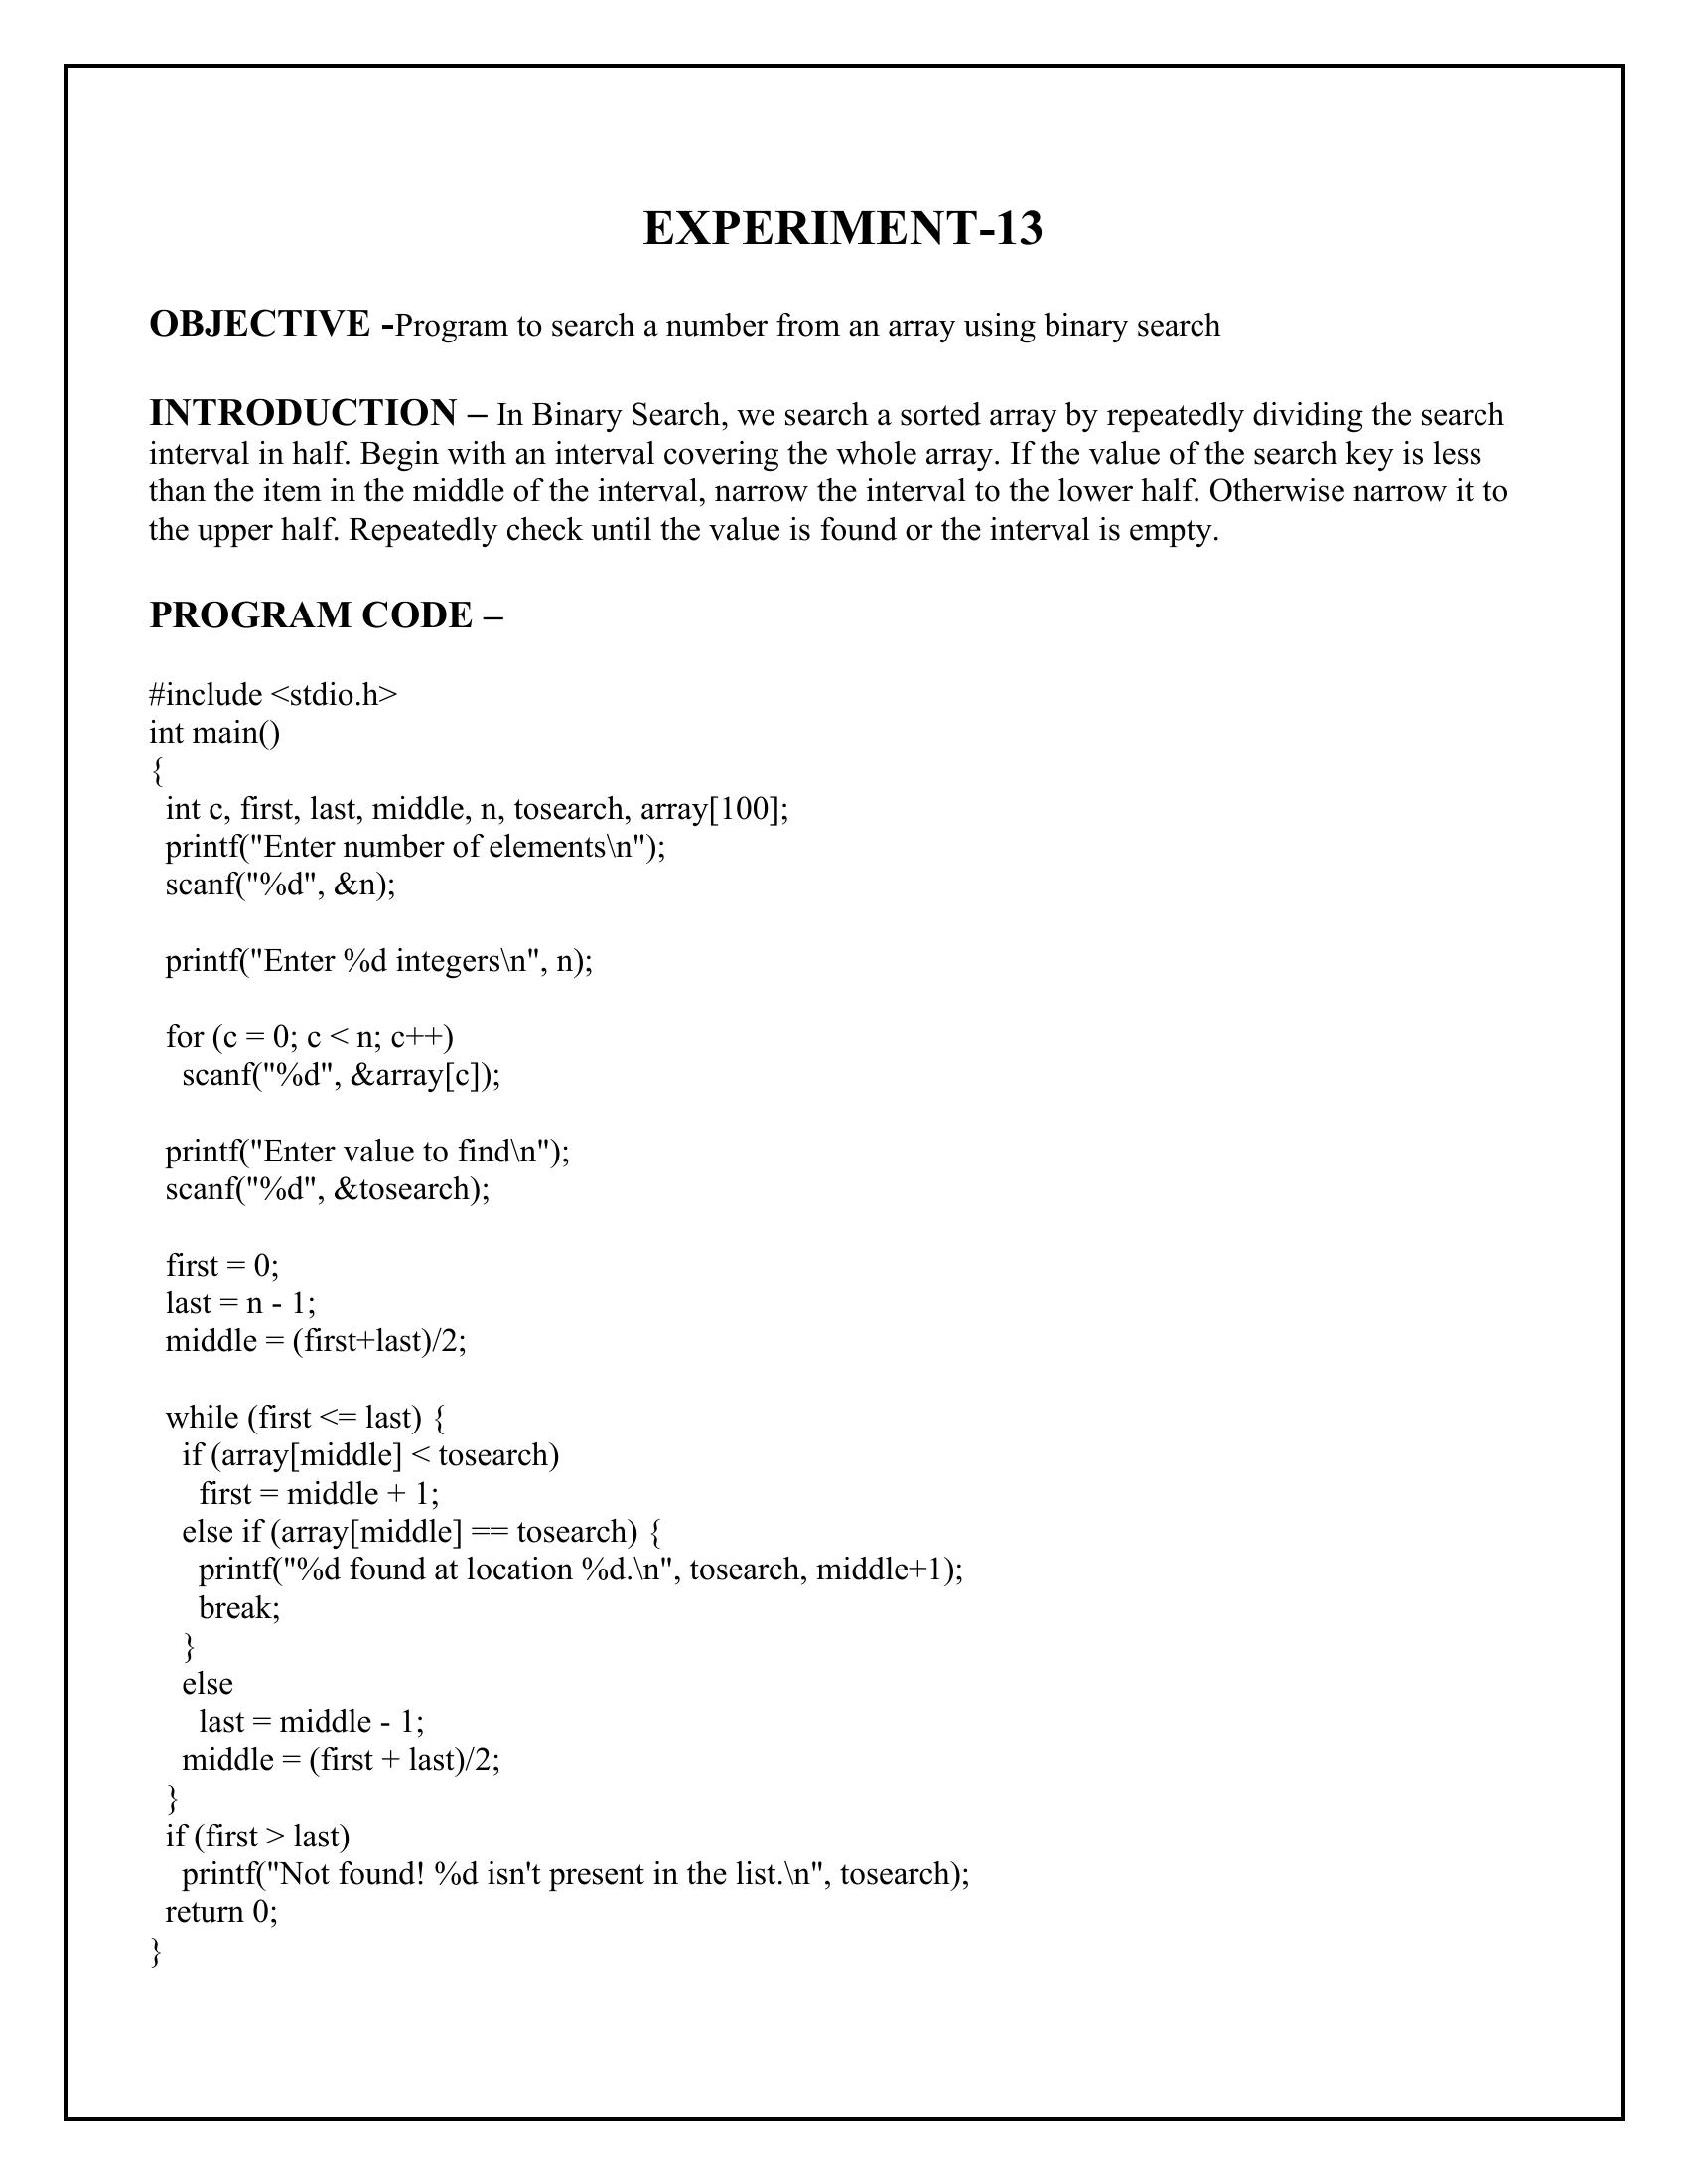 EXPERIMENT-13
OBJECTIVE -Program to search a number from an array using binary search
INTRODUCTION – In Binary Search, we search a sorted array by repeatedly dividing the search
interval in half. Begin with an interval covering the whole array. If the value of the search key is less
than the item in the middle of the interval, narrow the interval to the lower half. Otherwise narrow it to
the upper half. Repeatedly check until the value is found or the interval is empty.
PROGRAM CODE –
#include <stdio.h>
int main()
{
  int c, first, last, middle, n, tosearch, array[100];
  printf("Enter number of elements\n");
  scanf("%d", &n);

  printf("Enter %d integers\n", n);

  for (c = 0; c < n; c++)
    scanf("%d", &array[c]);

  printf("Enter value to find\n");
  scanf("%d", &tosearch);

  first = 0;
  last = n - 1;
  middle = (first+last)/2;

  while (first <= last) {
    if (array[middle] < tosearch)
      first = middle + 1;
    else if (array[middle] == tosearch) {
      printf("%d found at location %d.\n", tosearch, middle+1);
      break;
    }
    else
      last = middle - 1;
    middle = (first + last)/2;
  }
  if (first > last)
    printf("Not found! %d isn't present in the list.\n", tosearch);
  return 0;
}